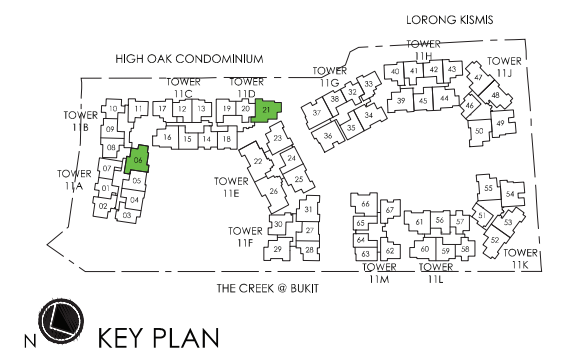 LORONG KISMIS
HIGH OAK CONDOMINIUM
TOWER
11H
TOWER
11C
TOWER
11D
TOWER
11G
TOWER
11J
40 41 42 43
47
48
38 32 33
37
39 45 44
46
49
50
36 35 34
10 11 17 12 13 19 20 21
TOWER
11B
09
16 15 14 18
23
08
06
22
24
07
05
TOWER
11A
01
04
02
03
25
TOWER
11E
26
31
30
27
TOWER
11F
29
28
66
67
65
64
63
62
61 56 57
60 59 58
55
54
51
53
52
TOWER
11M
TOWER
11L
TOWER
11K
THE CREEK @ BUKIT
N
KEY PLAN